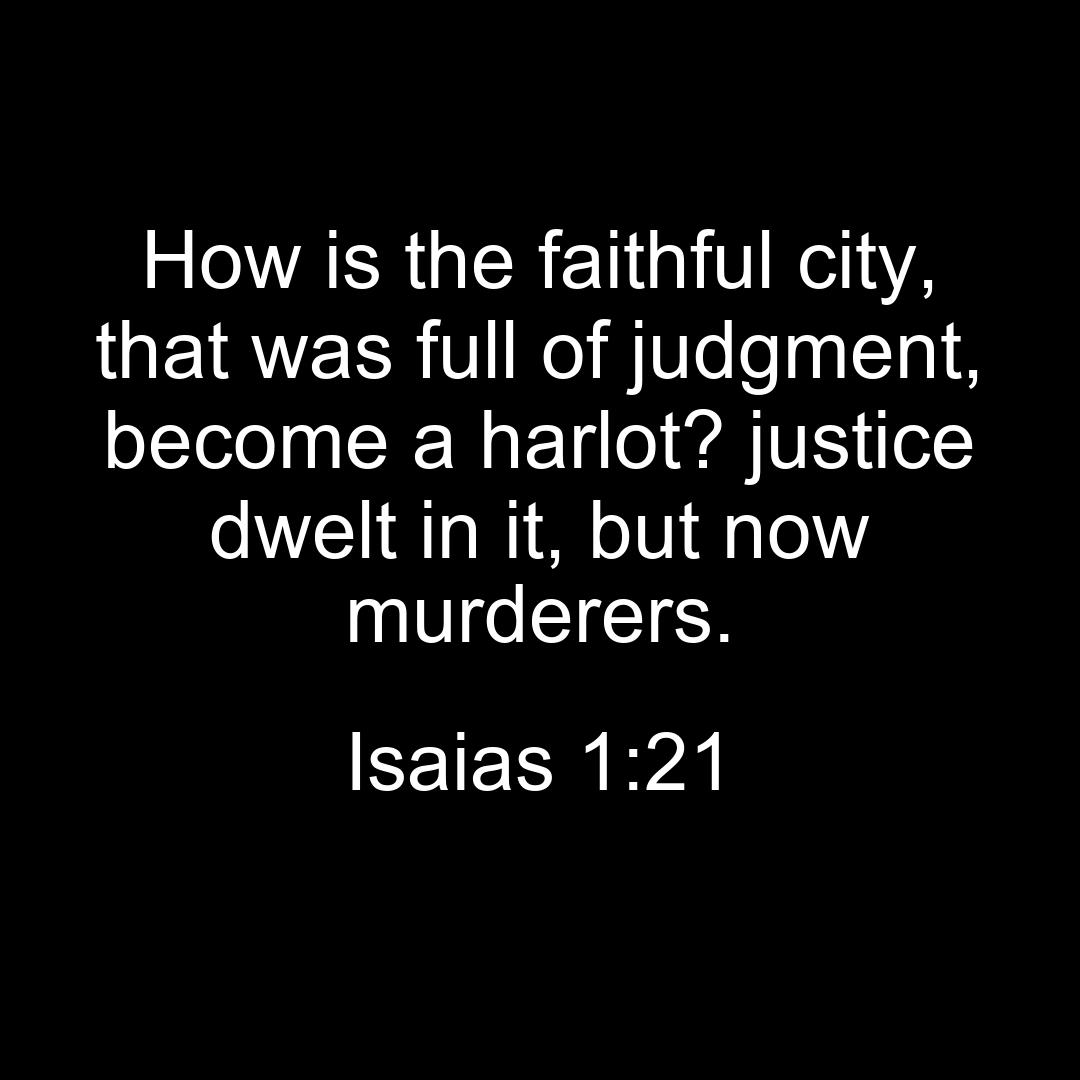 How is the faithful city,
that was full of judgment,
become a harlot? justice
dwelt in it, but now
murderers.
Isaias 1:21